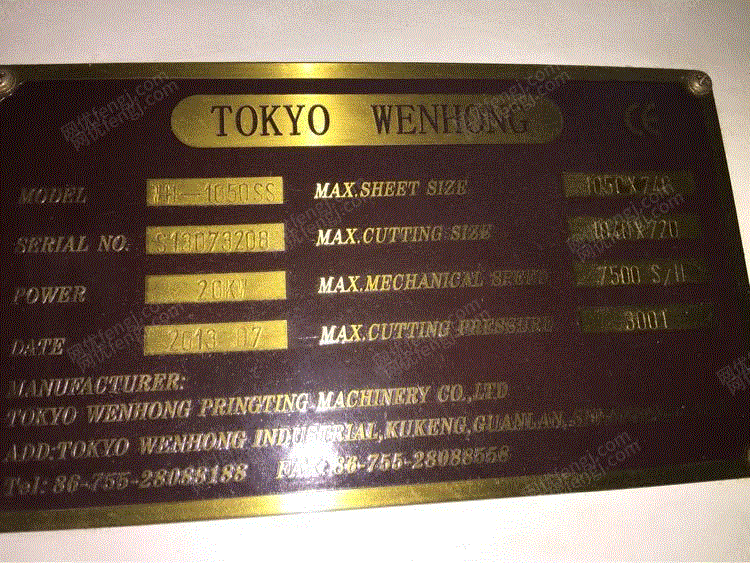 TOKYO WENHONG
CE
MODEL WH-1050SS MAX.SHEET SIZE 1050X746
SERIAL NO. S13073208 MAX.CUTTING SIZE 1040X720
POWER 20KW MAX.MECHANICAL SPEED 7500 S/H
DATE 2013 07 MAX.CUTTING PRESSURE 300T
MANUFACTURER:
TOKYO WENHONG PRINGTING MACHINERY CO.,LTD
ADD:TOKYO WENHONG INDUSTRIAL,KUKENG,GUANLAN,
Tel: 86-755-28088188 FAX:86-755-28088558